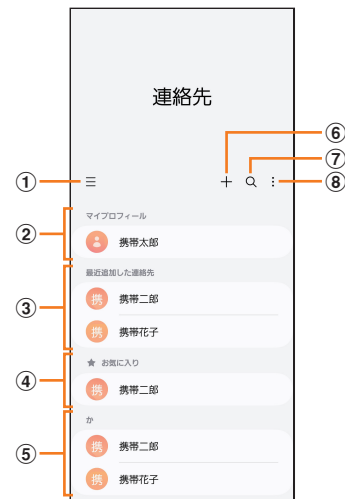 連絡先
⑥
⑦
① ⑧
マイプロフィール
②
携帯太郎
最近追加した連絡先
携 携帯二郎
③
携 携帯花子
★ お気に入り
④
携 携帯二郎
か
携 携帯二郎
⑤
携 携帯花子